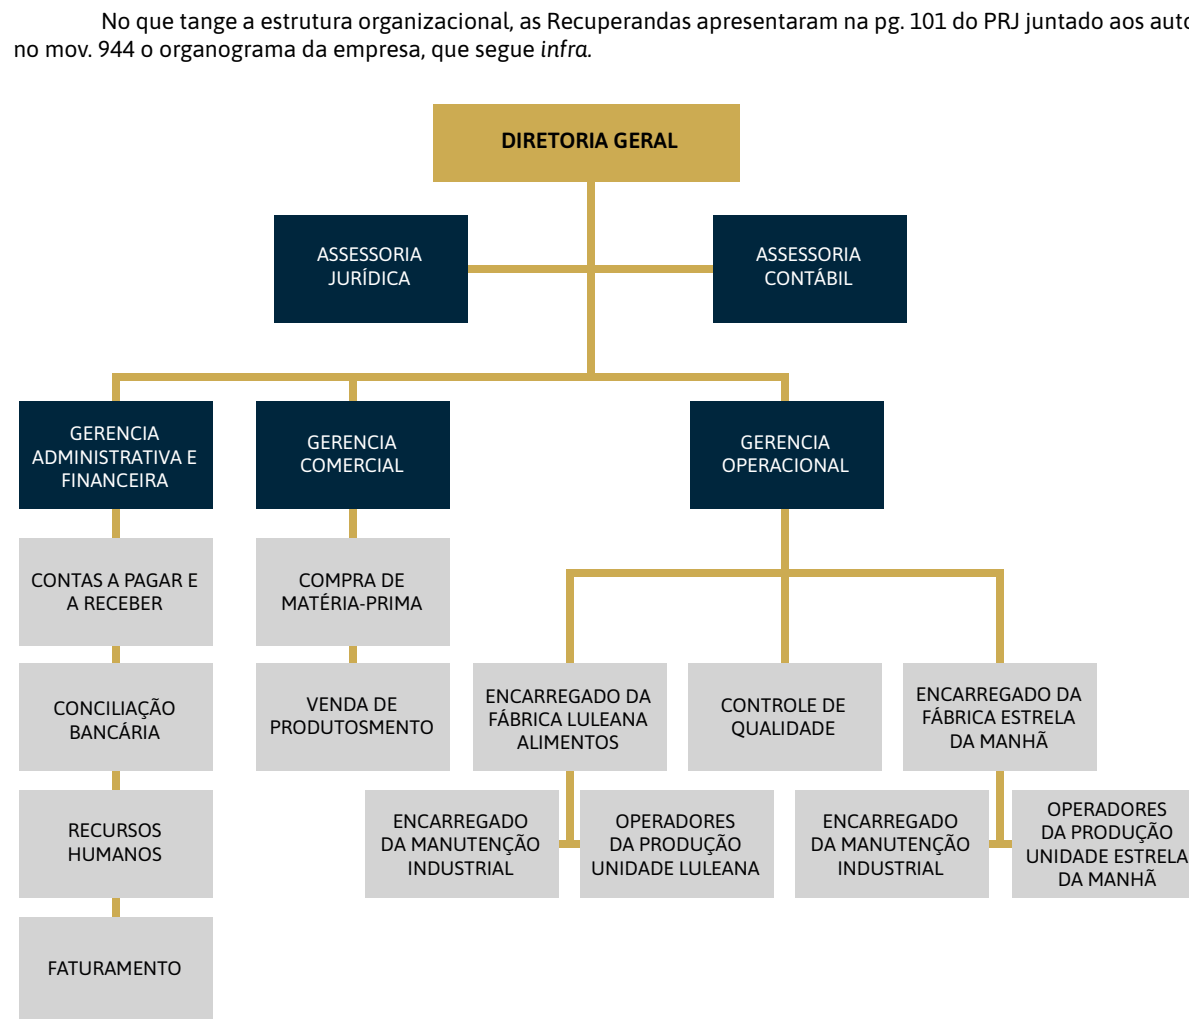 No que tange a estrutura organizacional, as Recuperandas apresentaram na pg. 101 do PRJ juntado aos
no mov. 944 o organograma da empresa, que segue infra.
DIRETORIA GERAL
ASSESSORIA
JURÍDICA
ASSESSORIA
CONTÁBIL
GERENCIA
ADMINISTRATIVA E
FINANCEIRA
GERENCIA
COMERCIAL
GERENCIA
OPERACIONAL
CONTAS A PAGAR E
A RECEBER
COMPRA DE
MATÉRIA-PRIMA
CONCILIAÇÃO
BANCÁRIA
VENDA DE
PRODUTOSMENTO
ENCARREGADO DA
FÁBRICA LULEANA
ALIMENTOS
CONTROLE DE
QUALIDADE
ENCARREGADO DA
FÁBRICA ESTRELA
DA MANHÃ
RECURSOS
HUMANOS
ENCARREGADO
DA MANUTENÇÃO
INDUSTRIAL
OPERADORES
DA PRODUÇÃO
UNIDADE LULEANA
ENCARREGADO
DA MANUTENÇÃO
INDUSTRIAL
OPERADORES
DA PRODUÇÃO
UNIDADE ESTRELA
DA MANHÃ
FATURAMENTO